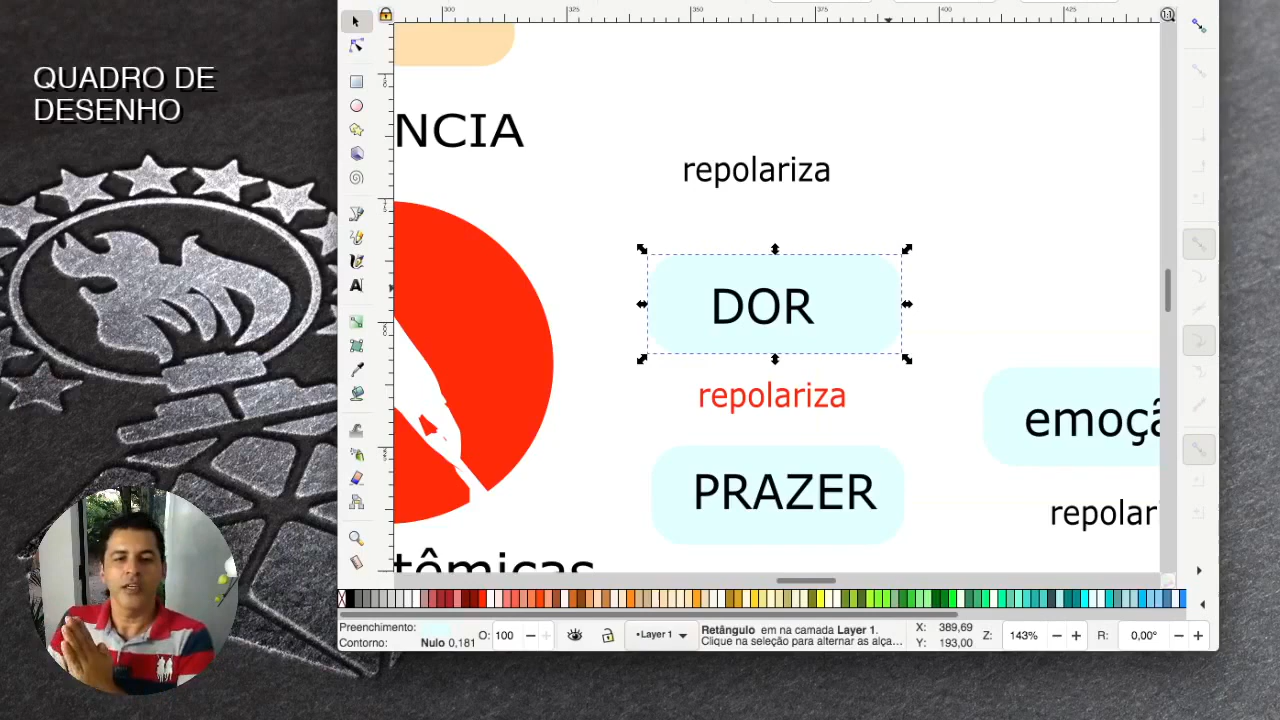 QUADRO DE
DESENHO
300
325
350
375
400
425
NCIA
repolariza
DOR
repolariza
PRAZER
emoçã
repolari
têmicas
Preenchimento:
Contorno:
Nulo 0,181
O: 100
•Layer 1
Retângulo em na camada Layer 1.
Clique na seleção para alternar as alça...
X: 389,69
Y: 193,00
Z: 143%
R: 0,00°